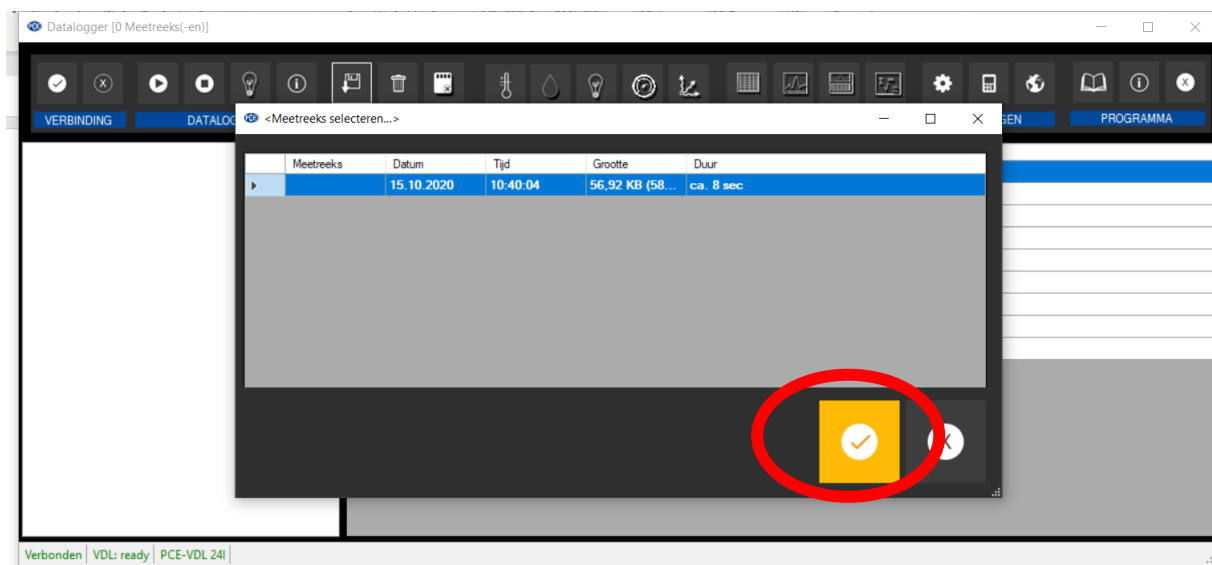 Datalogger [0 Meetreeks(-en)]
VERBINDING
DATALOG
GEN
PROGRAMMA
<Meetreeks selecteren...>
Meetreeks Datum Tijd Grootte Duur
15.10.2020 10:40:04 56,92 KB (58... ca. 8 sec
Verbonden VDL: ready PCE-VDL 24I